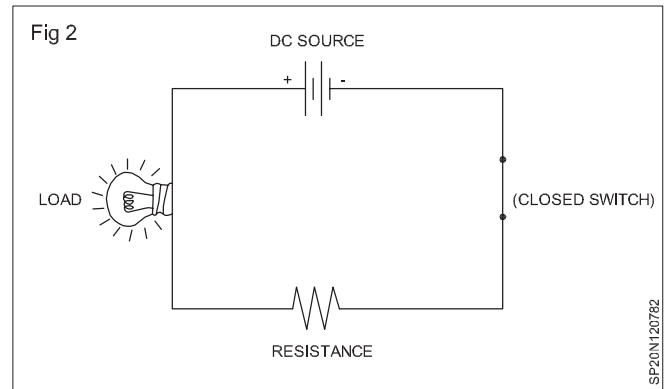 Fig 2
DC SOURCE
+ -
LOAD
(CLOSED SWITCH)
RESISTANCE
SP20N120782